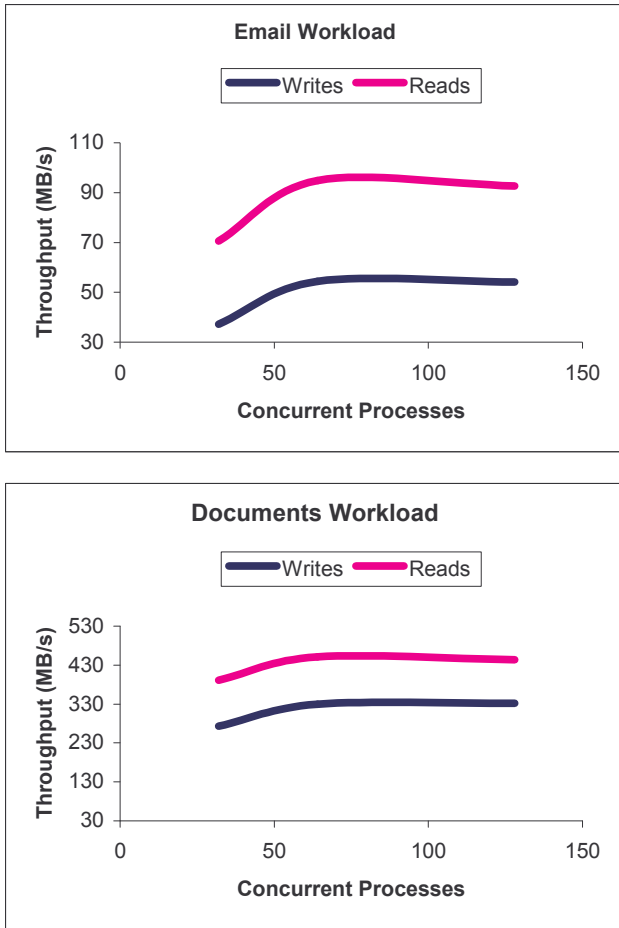 Email Workload
Writes Reads
Throughput (MB/s)
110
90
70
50
30
0 50 100 150
Concurrent Processes
Documents Workload
Writes Reads
Throughput (MB/s)
530
430
330
230
130
30
0 50 100 150
Concurrent Processes